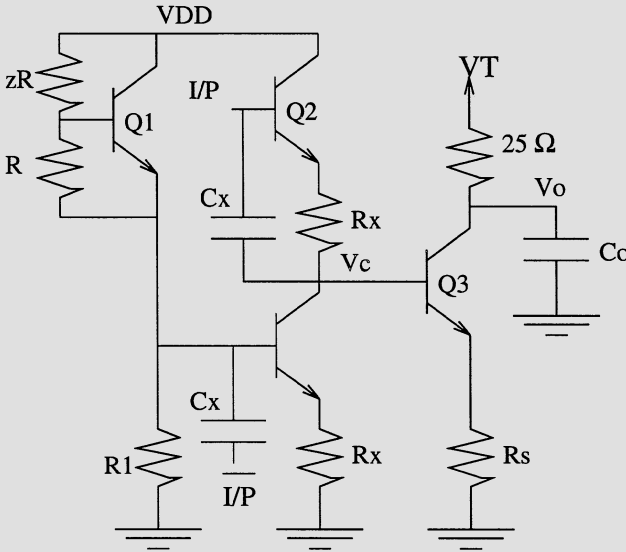 VDD
zR
Q1
I/P
Q2
VT
25 Ω
R
Cx
Rx
Vo
Vc
Q3
Co
Cx
R1
Rx
Rs
I/P